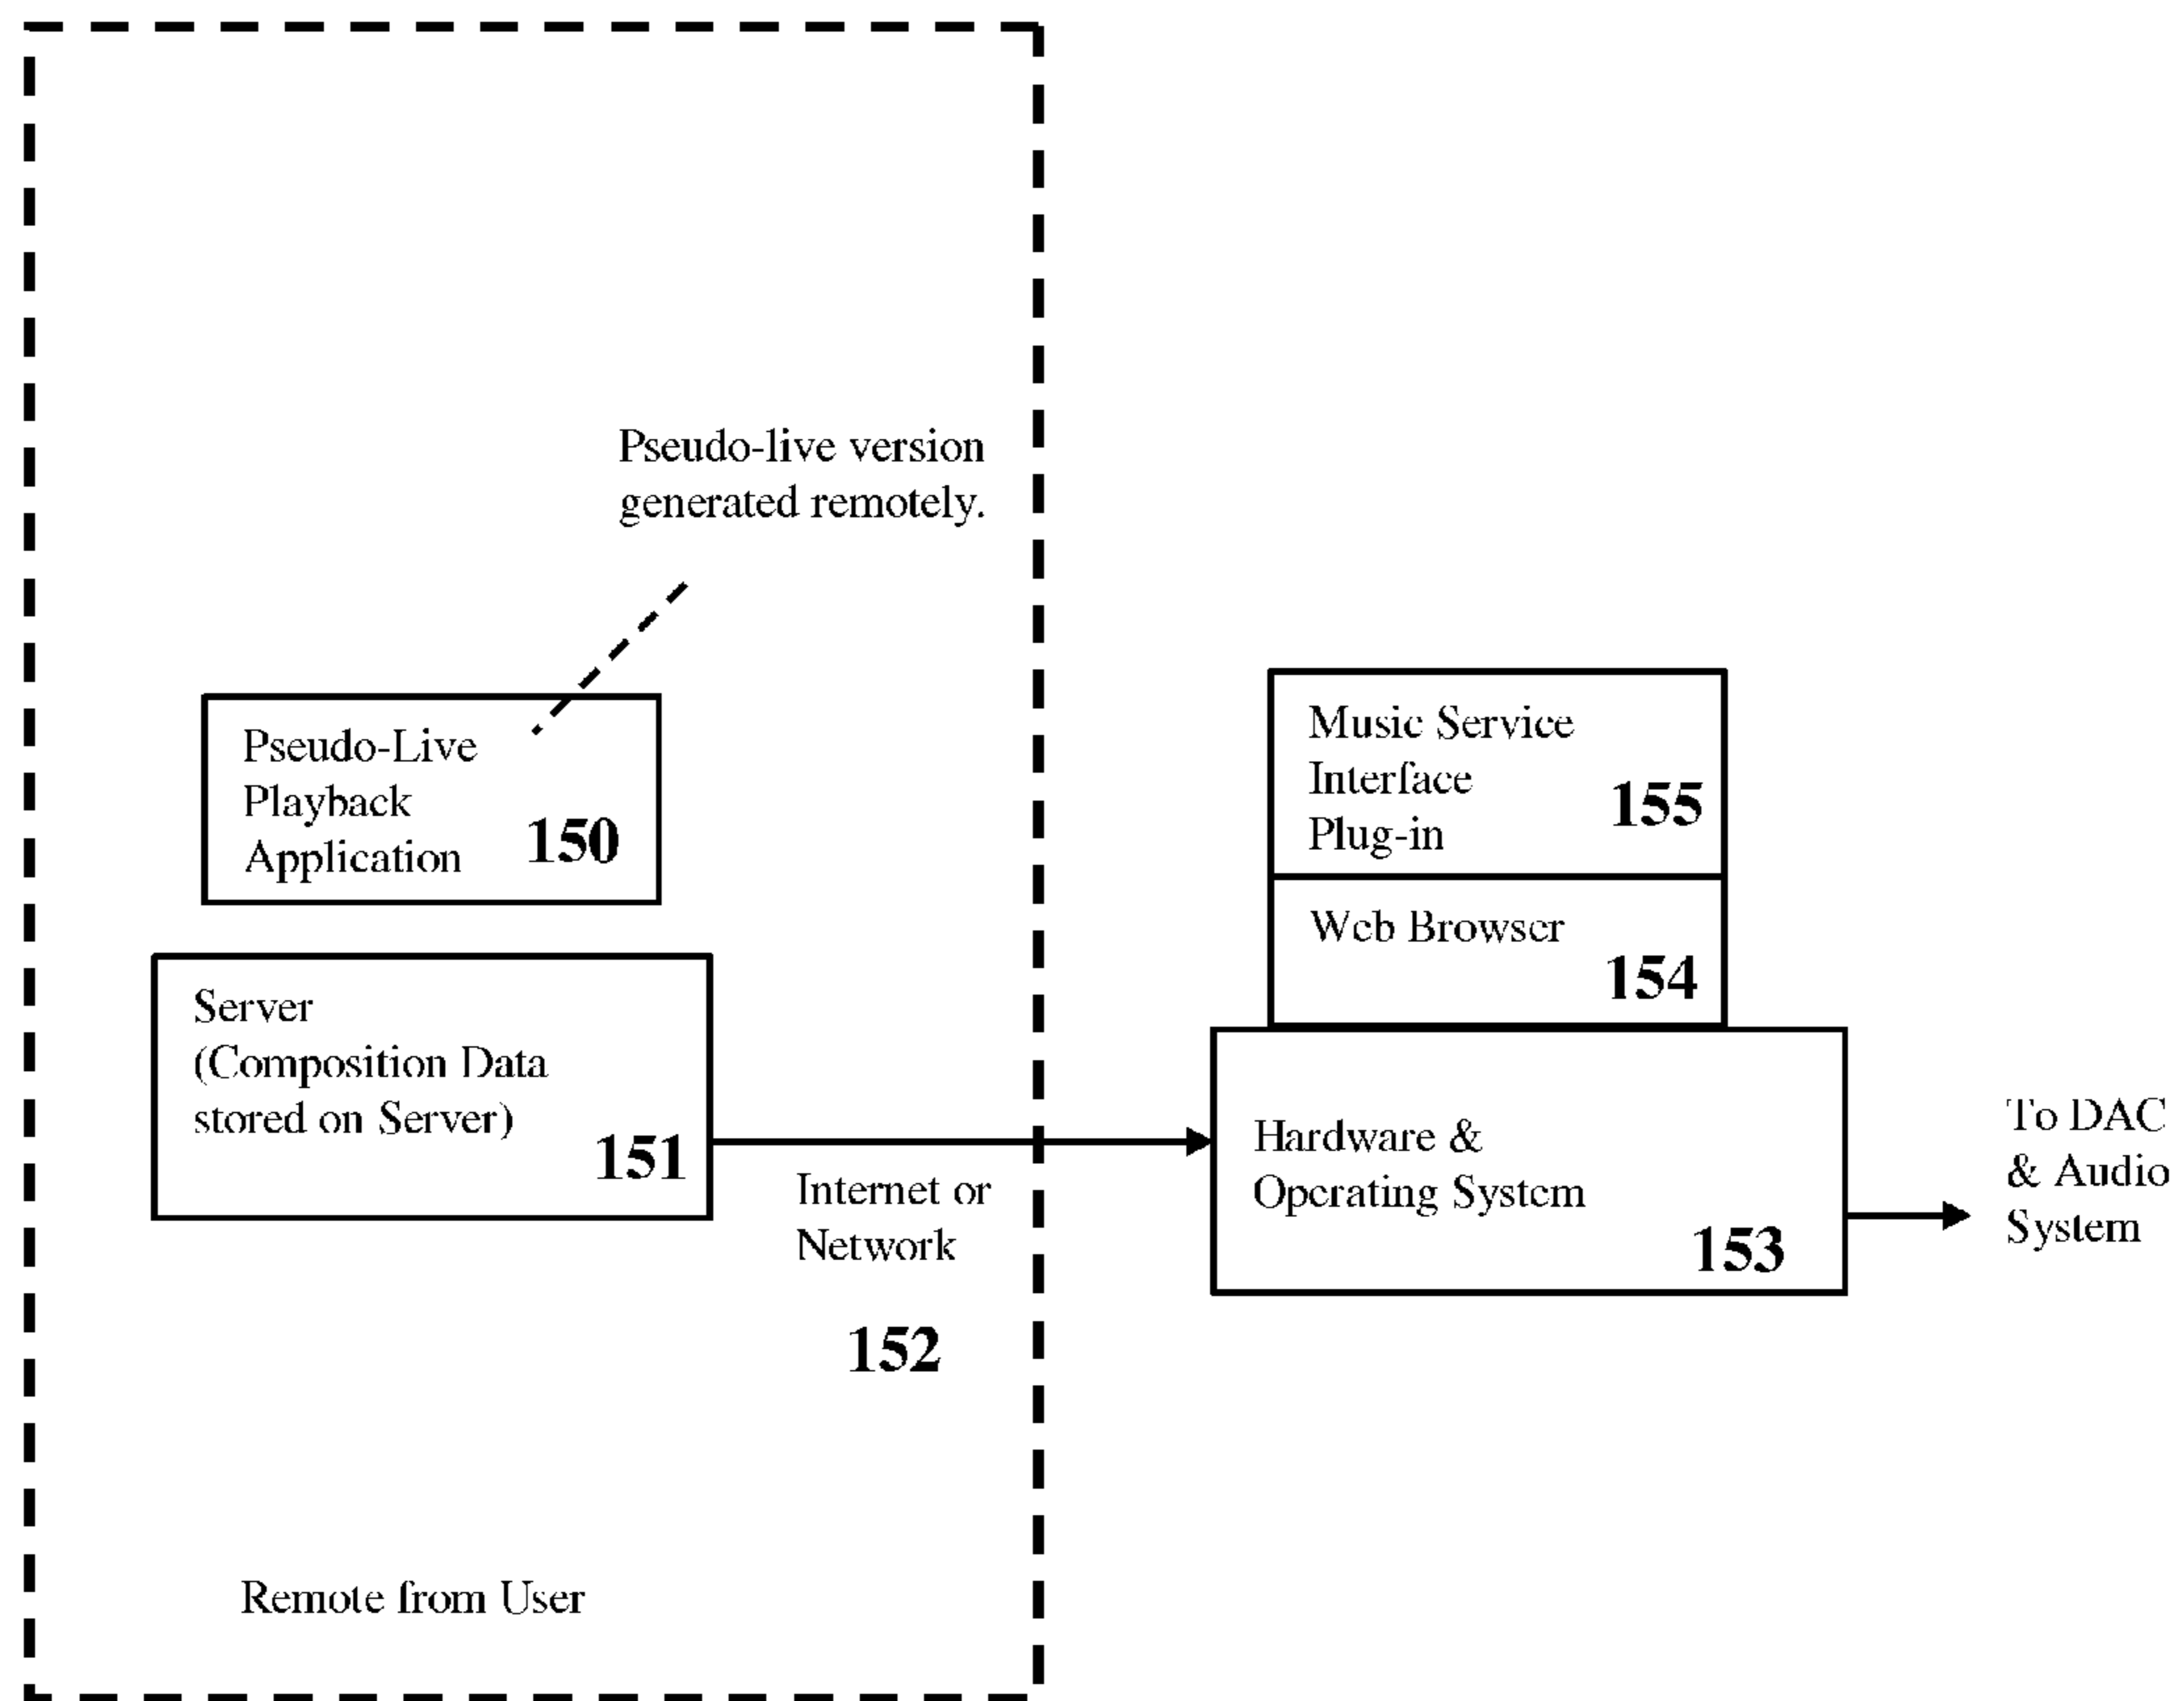 Pseudo-live version
generated remotely.
Pseudo-Live
Playback
Application
150
Server
(Composition Data
stored on Server)
151
Internet or
Network
152
Remote from User
Music Service
Interface
Plug-in
155
Web Browser
154
Hardware &
Operating System
153
To DAC
& Audio
System